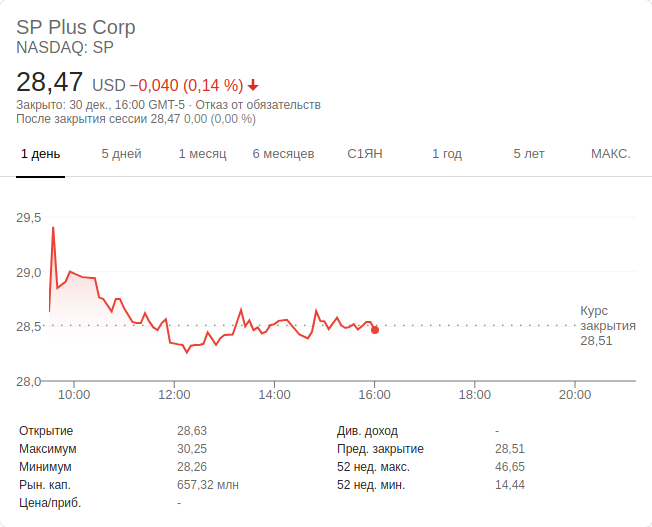 SP Plus Corp
NASDAQ: SP
28,47 USD −0,040 (0,14 %)
Закрыто: 30 дек., 16:00 GMT-5 · Отказ от обязательств
После закрытия сессии 28,47 0,00 (0,00 %)
1 день 5 дней 1 месяц 6 месяцев С1ЯН 1 год 5 лет МАКС.
29,5
29,0
28,5
28,0
Курс
закрытия
28,51
10:00 12:00 14:00 16:00 18:00 20:00
Открытие 28,63 Див. доход -
Максимум 30,25 Пред. закрытие 28,51
Минимум 28,26 52 нед. макс. 46,65
Рын. кап. 657,32 млн 52 нед. мин. 14,44
Цена/приб. -